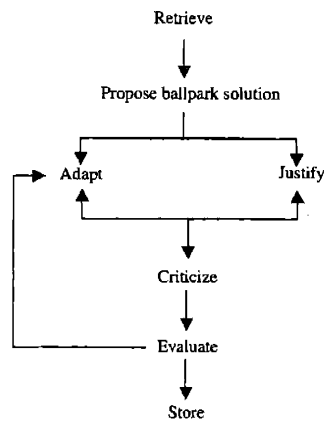 Retrieve
Propose ballpark solution
Adapt
Justify
Criticize
Evaluate
Store